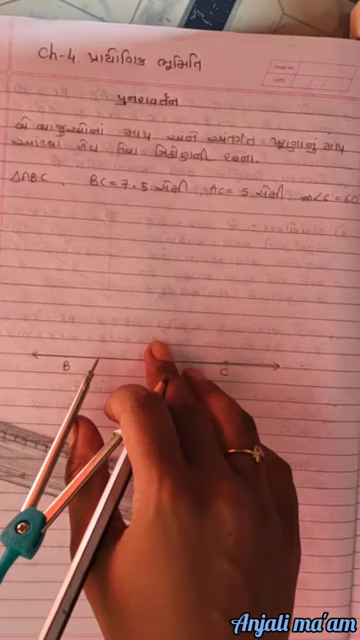 Ch-4. પ્રાયોગિક ભૂમિતિ
પુનરાવર્તન
બે બાજુઓનાં માપ અને અંતર્ગત ખૂણાનું માપ
આપેલા હોય તેવા ત્રિકોણની રચના.
△ABC, BC = 7.5 સેમી, AC = 5 સેમી m∠C = 60
B C
Anjali ma'am